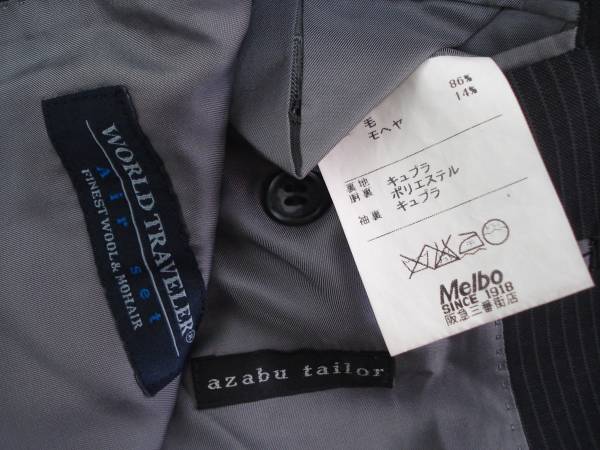 WORLD TRAVELER®
Air set
FINEST WOOL & MOHAIR
86%
毛 14%
モヘヤ
裏地 キュプラ
胴裏 ポリエステル
袖裏 キュプラ
Melbo
SINCE 1918
阪急三番街店
azabu tailor